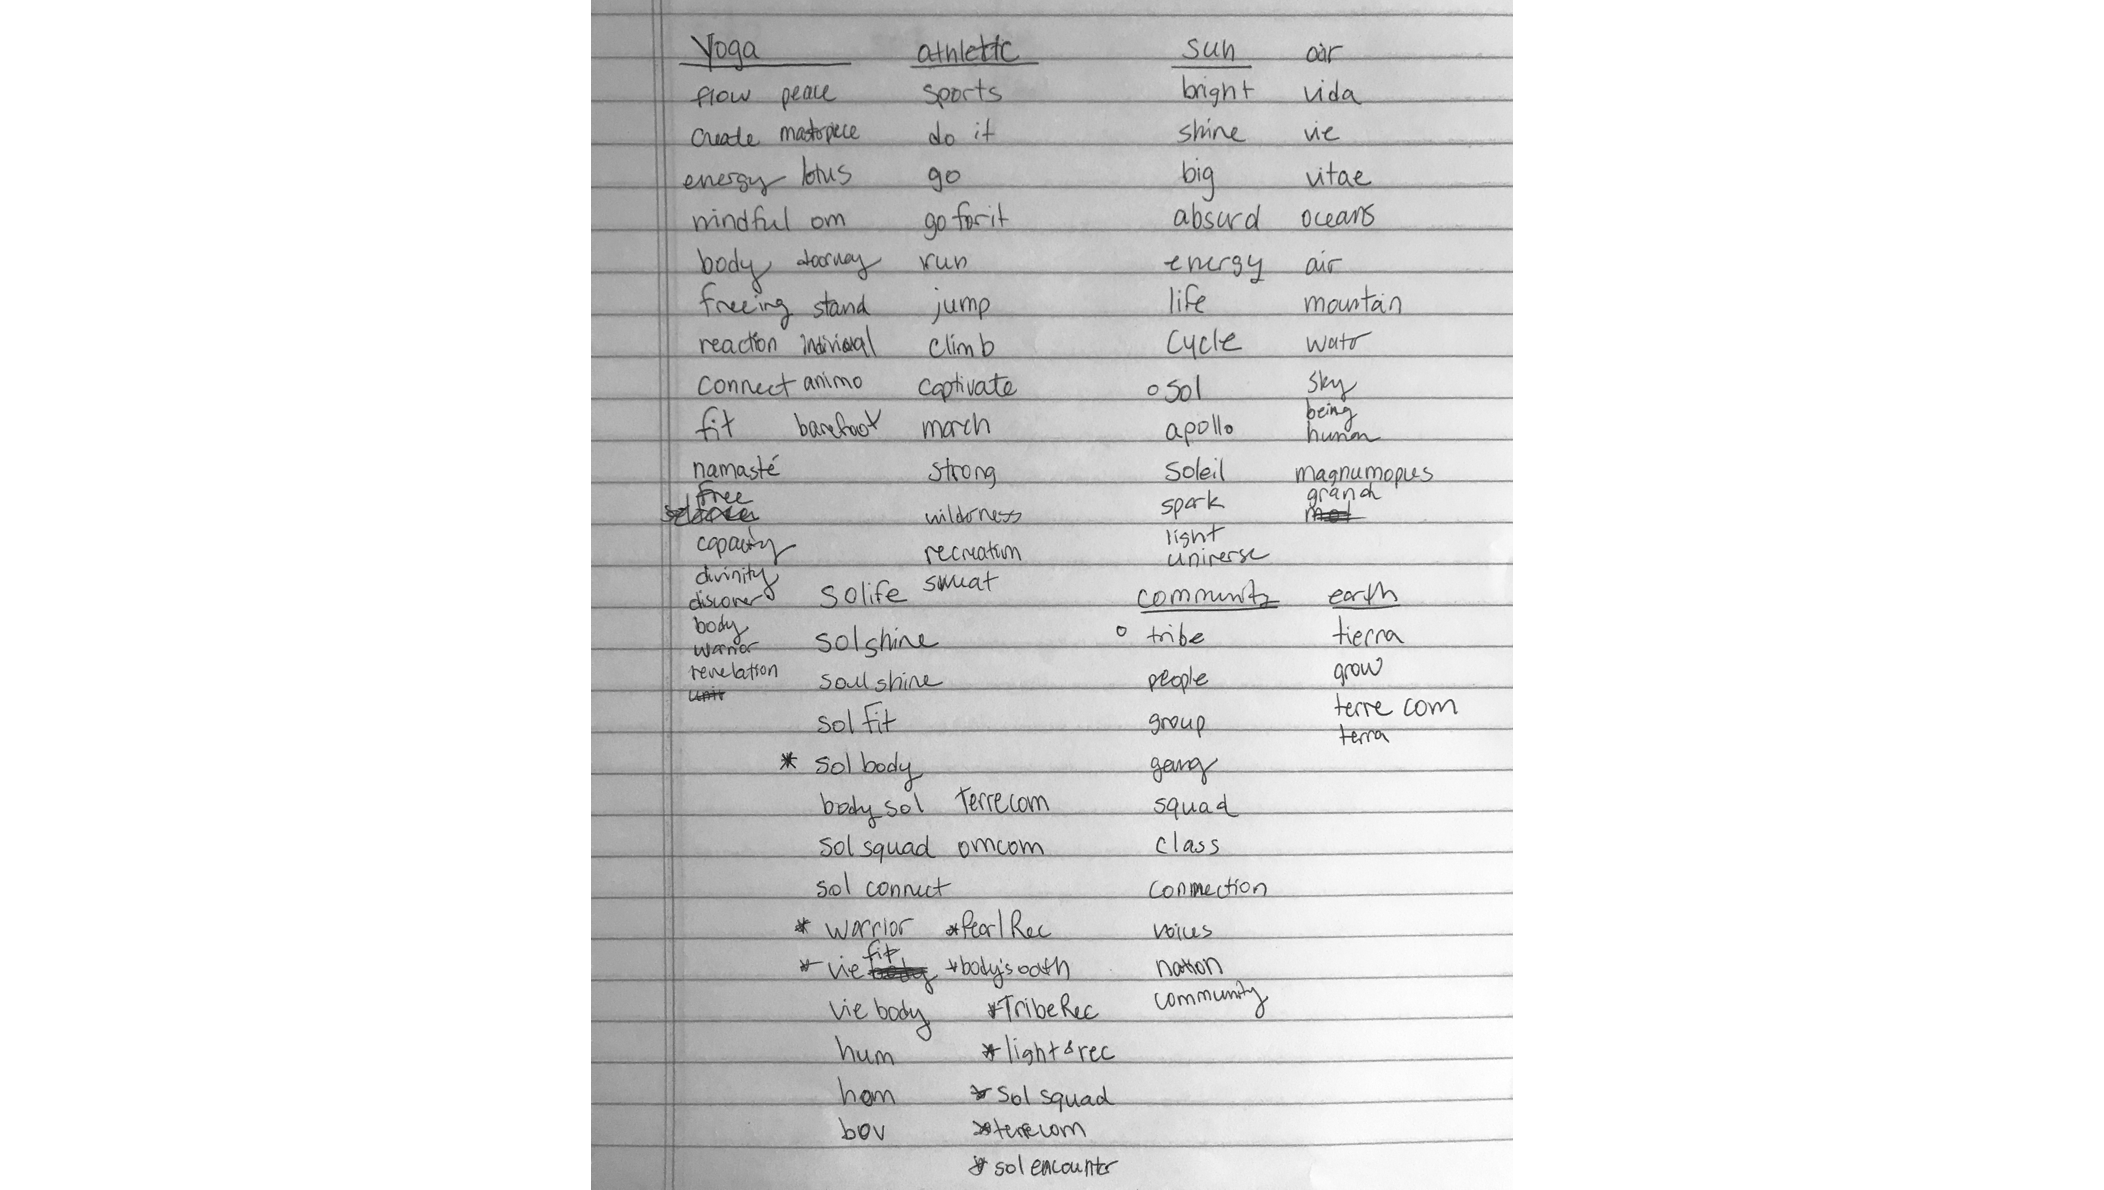 Yoga athletic sun air
flow peace sports bright vida
create masterpiece do it shine vie
energy lotus go big vitae
mindful om go for it absurd oceans
body doorway run energy air
freeing stand jump life mountain
reaction individual climb cycle water
connect animo captivate sol sky
being
fit barefoot march apollo human
namasté strong soleil magnumopus
free spark grand
wilderness
light
capacity recreation universe
divinity sweat
discover solife community earth
body
solshine tribe tierra
warrior
revelation soulshine people grow
unit
sol fit group terre com
terra
* sol body gang
body sol terrecom squad
sol squad omcom class
sol connect connection
* warrior *Pearl Rec voices
fit
* vie body *body's oath nation
community
vie body *TribeRec
hum *light & rec
hom * sol squad
bov *terrecom
* sol encounter